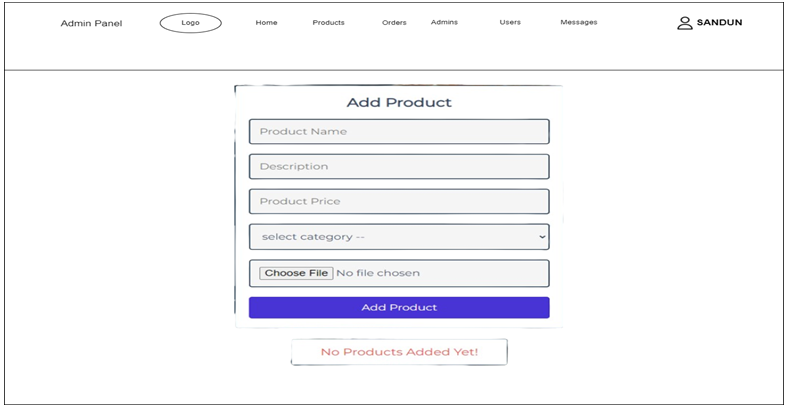 Admin Panel Logo Home Products Orders Admins Users Messages SANDUN
Add Product
Product Name
Description
Product Price
select category --
Choose File No file chosen
Add Product
No Products Added Yet!